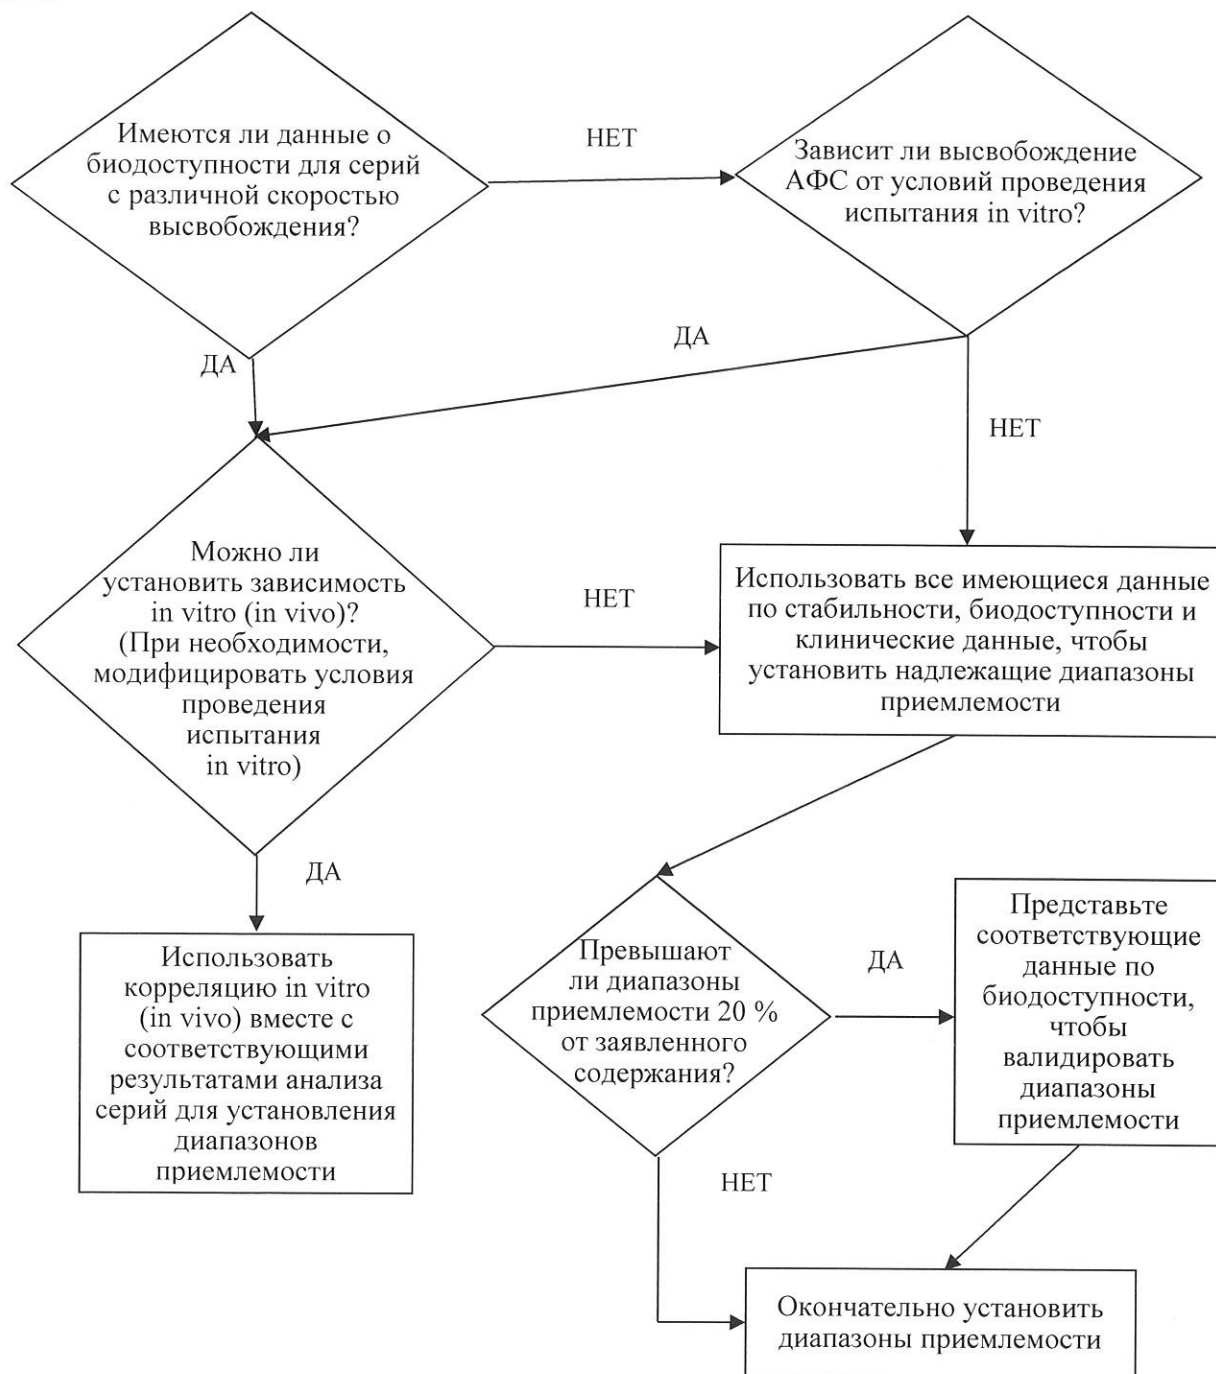 Имеются ли данные о
биодоступности для серий
с различной скоростью
высвобождения?
НЕТ
Зависит ли высвобождение
АФС от условий проведения
испытания in vitro?
ДА
ДА
НЕТ
Можно ли
установить зависимость
in vitro (in vivo)?
(При необходимости,
модифицировать условия
проведения
испытания
in vitro)
НЕТ
Использовать все имеющиеся данные
по стабильности, биодоступности и
клинические данные, чтобы
установить надлежащие диапазоны
приемлемости
ДА
Использовать
корреляцию in vitro
(in vivo) вместе с
соответствующими
результатами анализа
серий для установления
диапазонов
приемлемости
Превышают
ли диапазоны
приемлемости 20 %
от заявленного
содержания?
ДА
Представьте
соответствующие
данные по
биодоступности,
чтобы
валидировать
диапазоны
приемлемости
НЕТ
Окончательно установить
диапазоны приемлемости